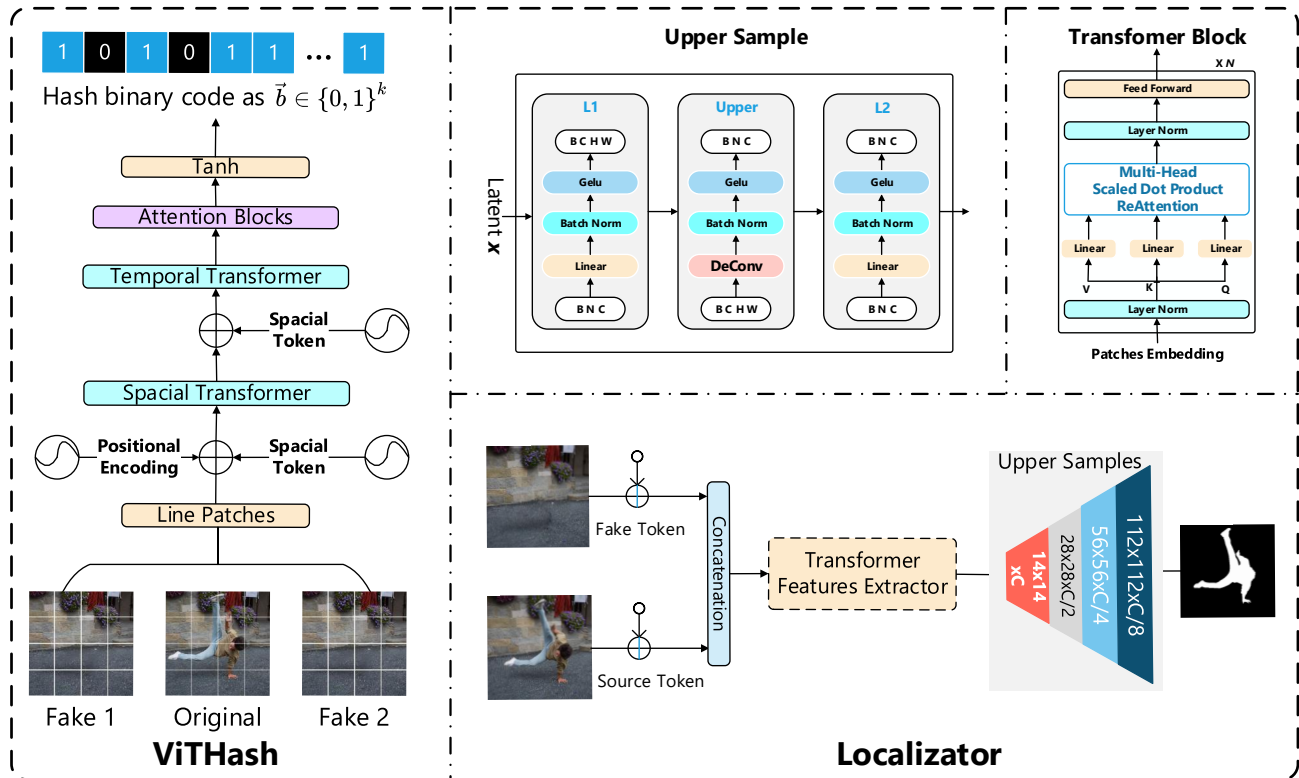 1 0 1 0 1 1 ... 1
Hash binary code as b⃗ ∈ {0,1}^k
Tanh
Attention Blocks
Temporal Transformer
Spacial
Token
Spacial Transformer
Positional
Encoding
Spacial
Token
Line Patches
Fake 1
Original
Fake 2
ViTHash
Upper Sample
Latent x
L1
B C H W
Gelu
Batch Norm
Linear
B N C
Upper
B N C
Gelu
Batch Norm
DeConv
B C H W
L2
B N C
Gelu
Batch Norm
Linear
B N C
Transfomer Block
X N
Feed Forward
Layer Norm
Multi-Head
Scaled Dot Product
ReAttention
Linear
Linear
Linear
V
K
Q
Layer Norm
Patches Embedding
Fake Token
Source Token
Concatenation
Transformer
Features Extractor
Upper Samples
14x14
xC
28x28xC/2
56x56xC/4
112x112xC/8
Localizator